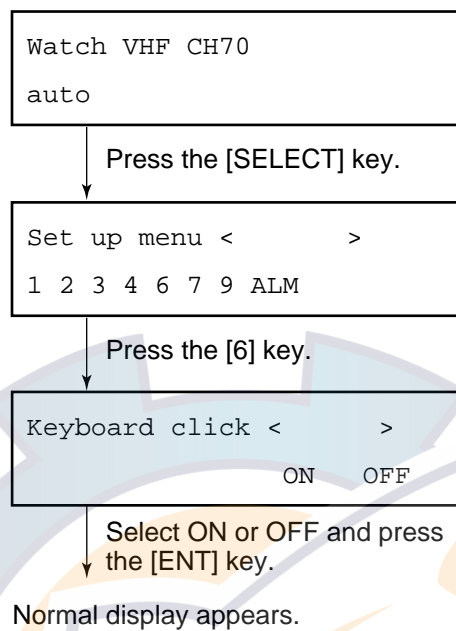 Watch VHF CH70
auto
Press the [SELECT] key.
Set up menu < >
1 2 3 4 6 7 9 ALM
Press the [6] key.
Keyboard click < >
ON OFF
Select ON or OFF and press
the [ENT] key.
Normal display appears.